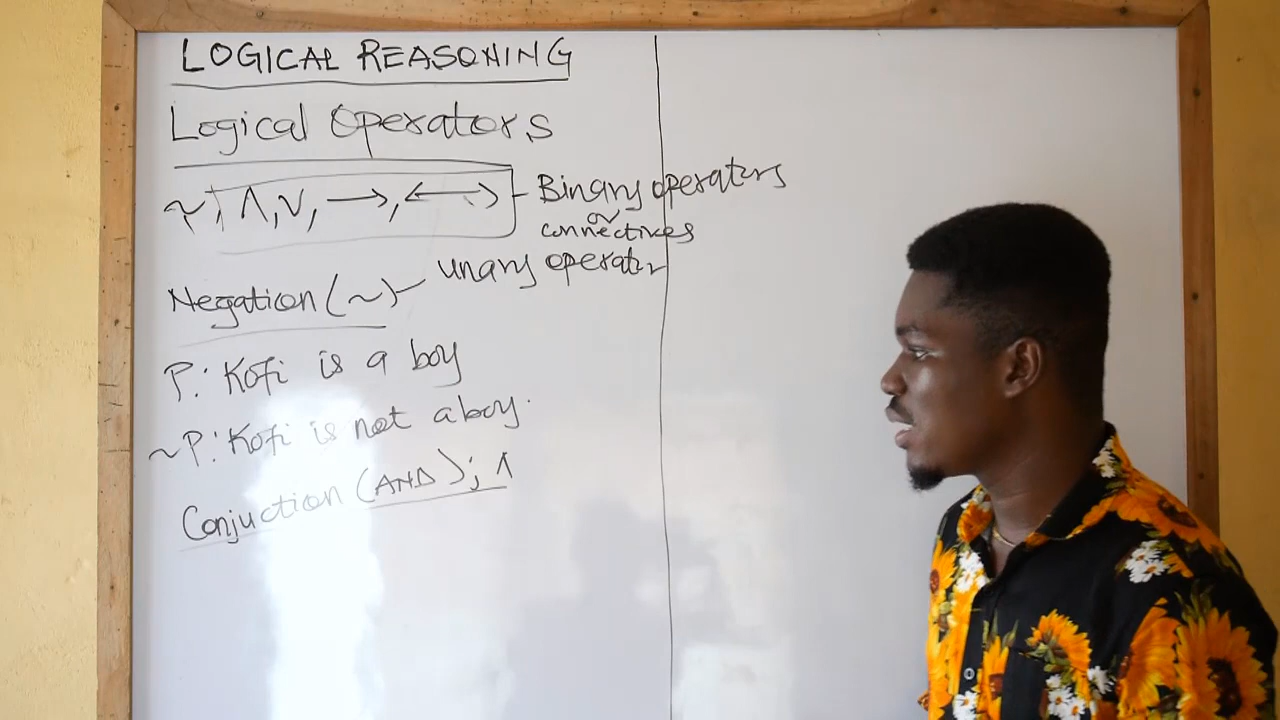 LOGICAL REASONING
Logical Operators
~, ∧, ∨, →, ↔ - Binary operators
or
connectives
Negation (~) - unary operator
P: Kofi is a boy
~P: Kofi is not a boy.
Conjuction (AND); ∧